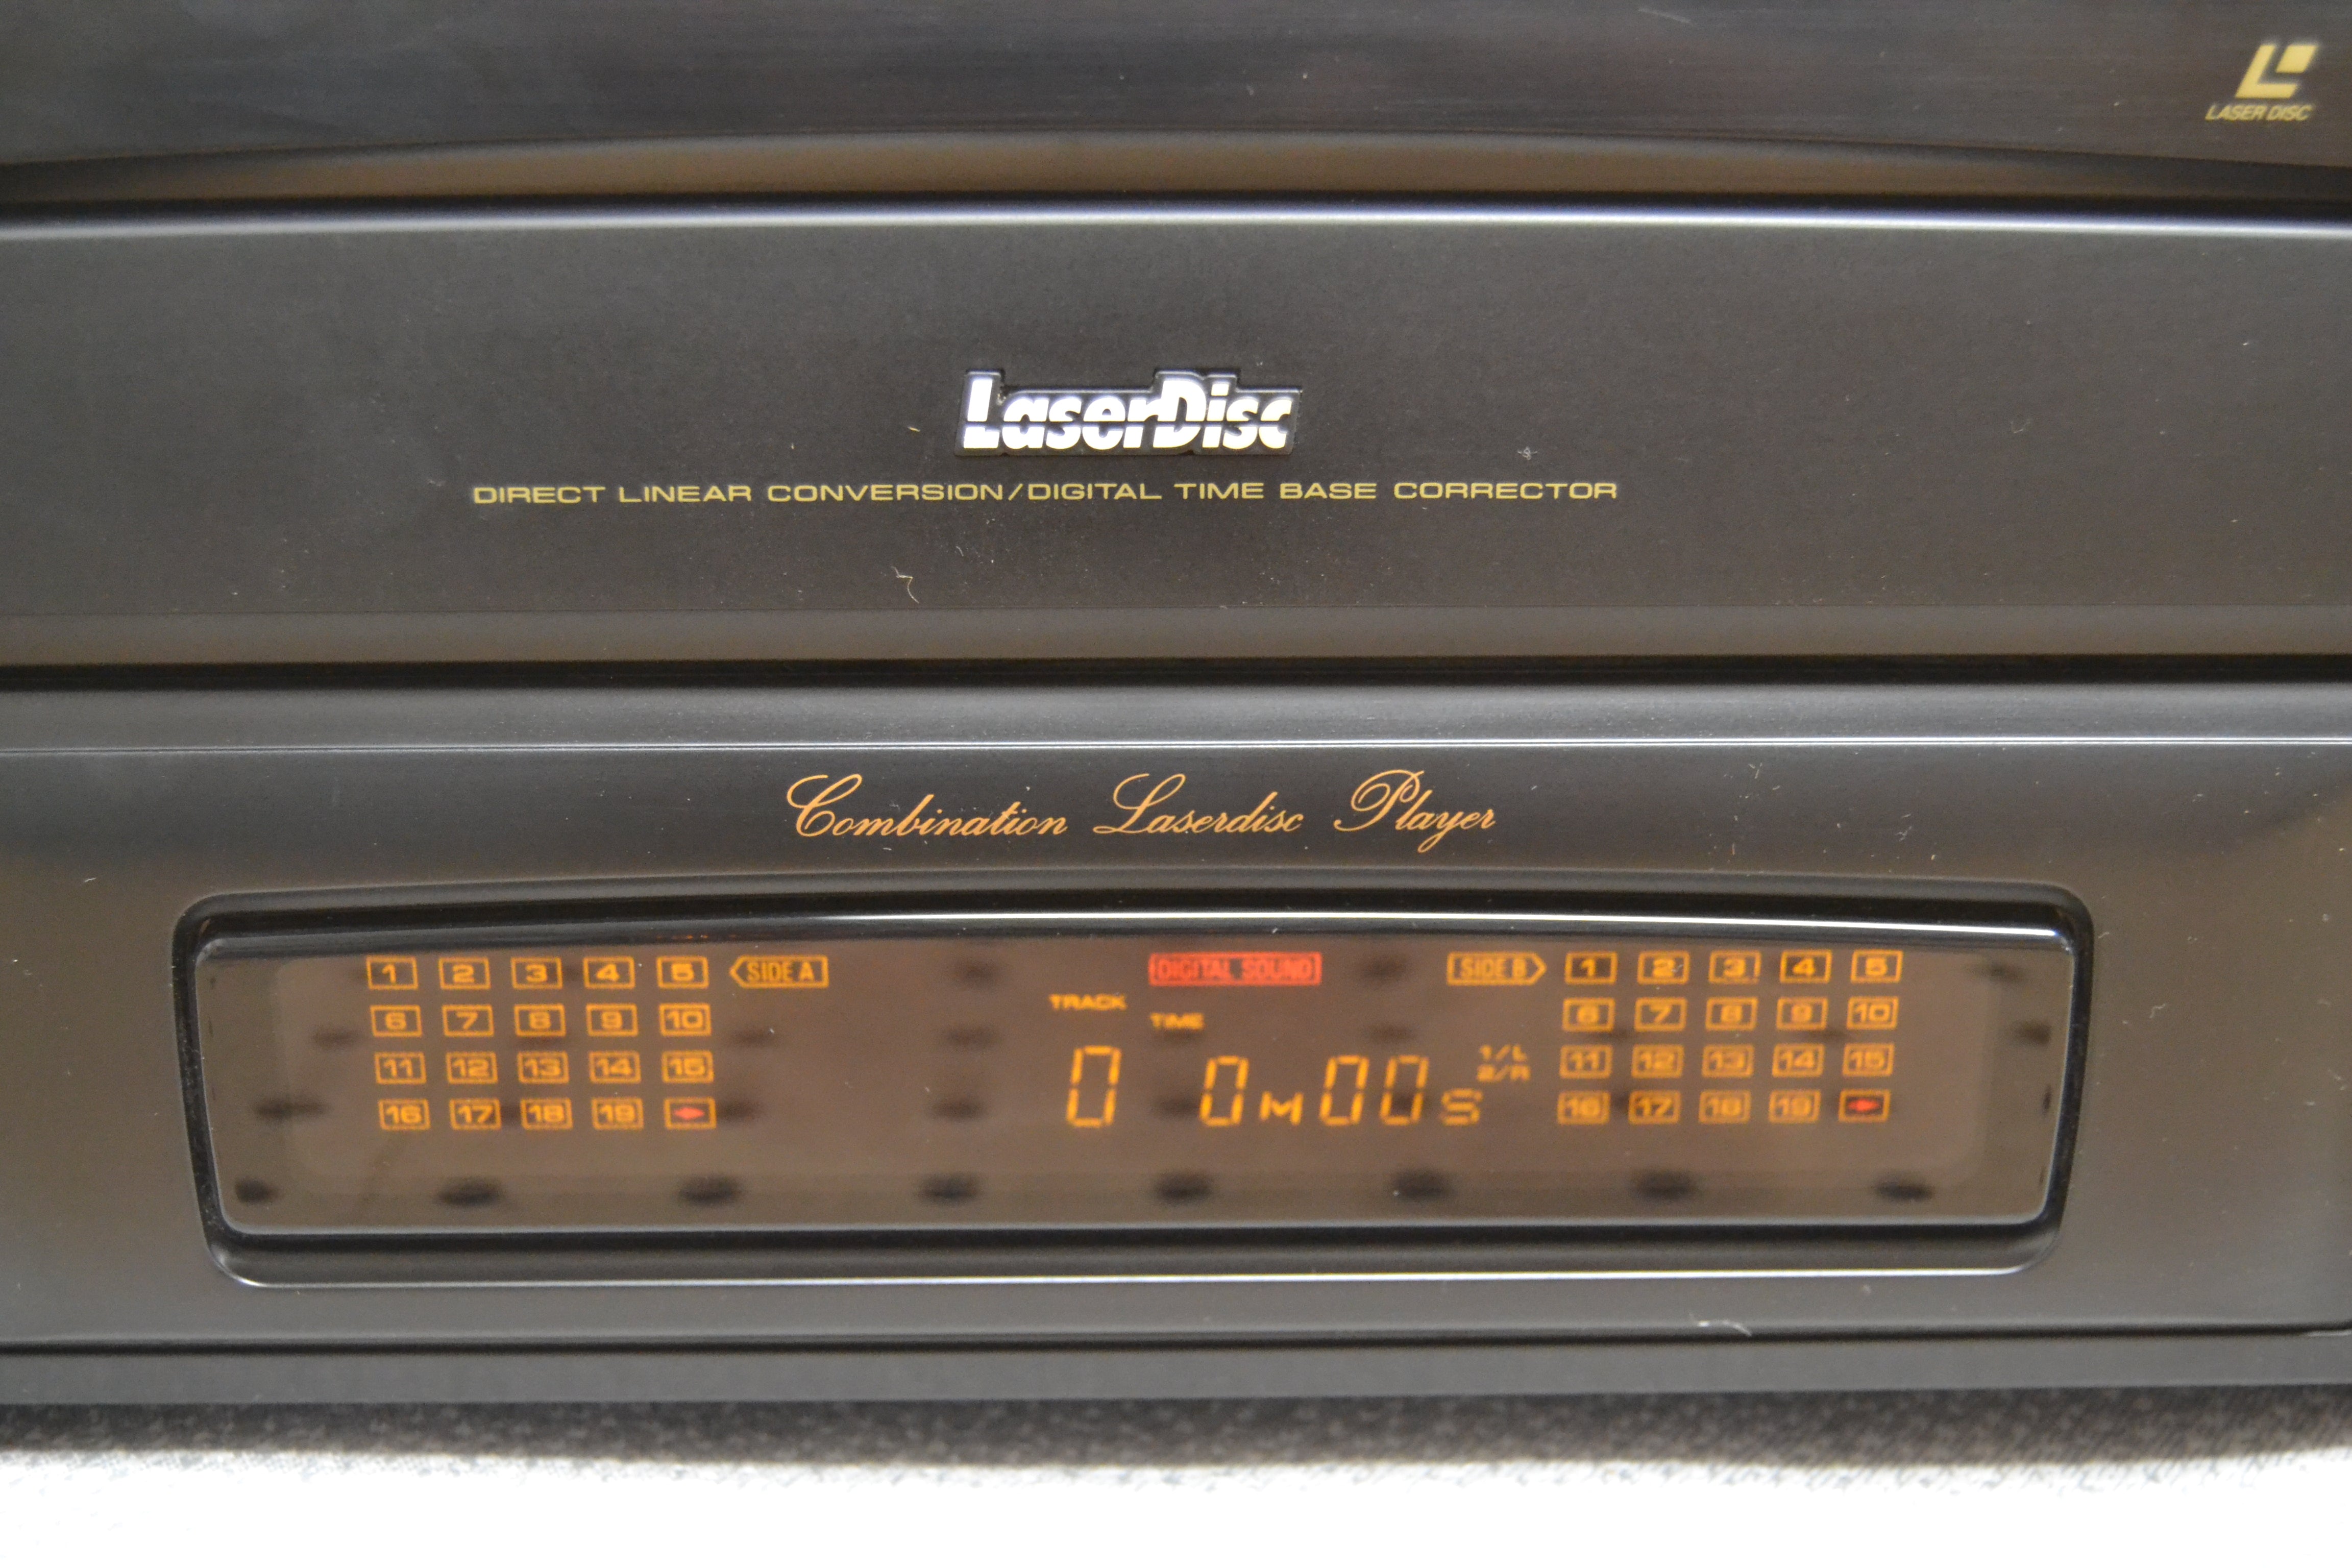 LASER DISC
LaserDisc
DIRECT LINEAR CONVERSION/DIGITAL TIME BASE CORRECTOR
Combination Laserdisc Player
1 2 3 4 5 SIDE A DIGITAL SOUND SIDE B 1 2 3 4 5
TRACK TIME
6 7 8 9 10 6 7 8 9 10
0 0M00S 1/L 2/R
11 12 13 14 15 11 12 13 14 15
16 17 18 19 16 17 18 19